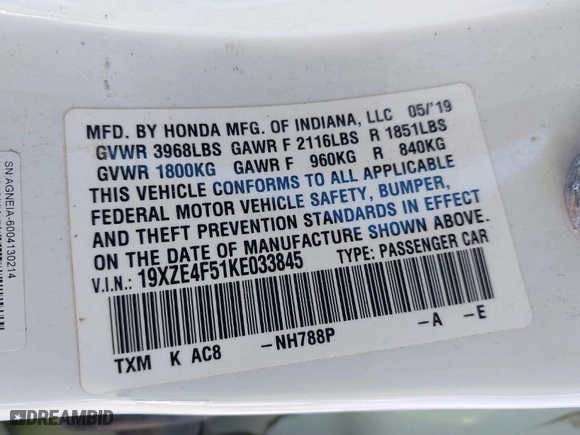 MFD. BY HONDA MFG. OF INDIANA, LLC 05/'19
GVWR 3968LBS GAWR F 2116LBS R 1851LBS
GVWR 1800KG GAWR F 960KG R 840KG
THIS VEHICLE CONFORMS TO ALL APPLICABLE
FEDERAL MOTOR VEHICLE SAFETY, BUMPER,
AND THEFT PREVENTION STANDARDS IN EFFECT
ON THE DATE OF MANUFACTURE SHOWN ABOVE.
V.I.N.: 19XZE4F51KE033845 TYPE: PASSENGER CAR
TXM K AC8 -NH788P -A -E
SN:AGNEIA-6004130214
DREAMBID